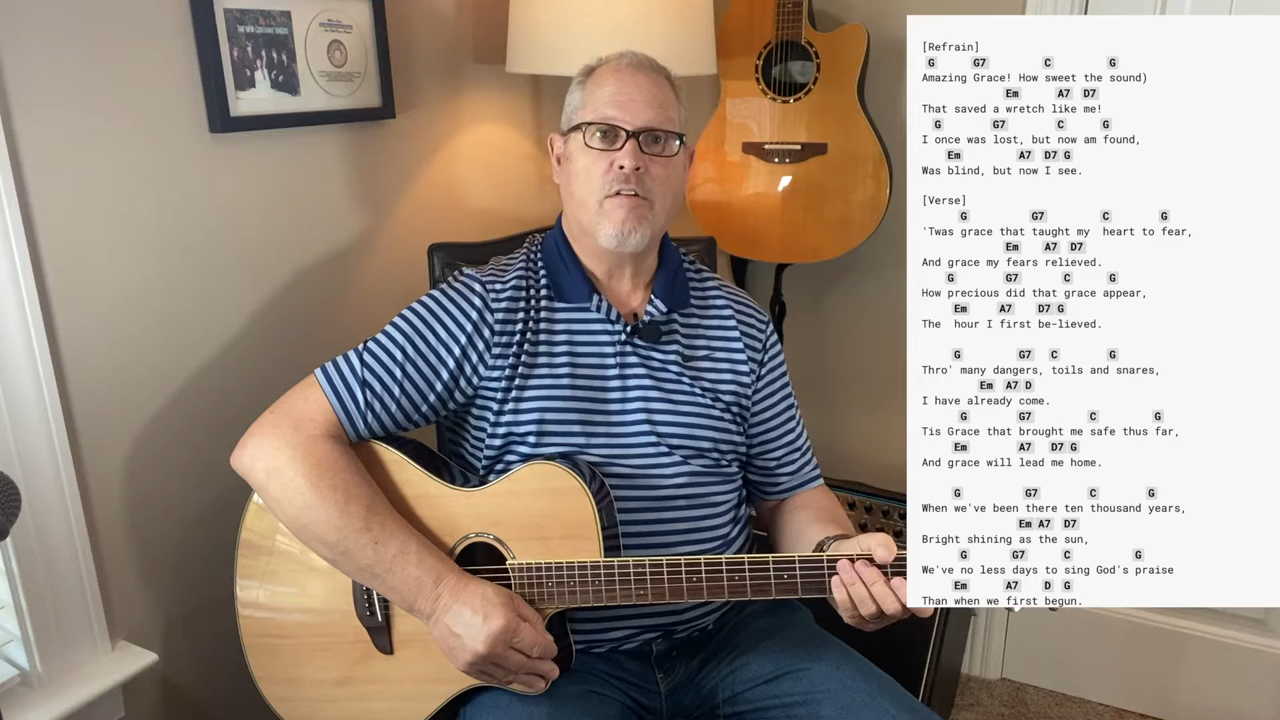 [Refrain]
G G7 C G
Amazing Grace! How sweet the sound)
Em A7 D7
That saved a wretch like me!
G G7 C G
I once was lost, but now am found,
Em A7 D7 G
Was blind, but now I see.
[Verse]
G G7 C G
'Twas grace that taught my heart to fear,
Em A7 D7
And grace my fears relieved.
G G7 C G
How precious did that grace appear,
Em A7 D7 G
The hour I first be-lieved.
G G7 C G
Thro' many dangers, toils and snares,
Em A7 D
I have already come.
G G7 C G
Tis Grace that brought me safe thus far,
Em A7 D7 G
And grace will lead me home.
G G7 C G
When we've been there ten thousand years,
Em A7 D7
Bright shining as the sun,
G G7 C G
We've no less days to sing God's praise
Em A7 D G
Than when we first begun.